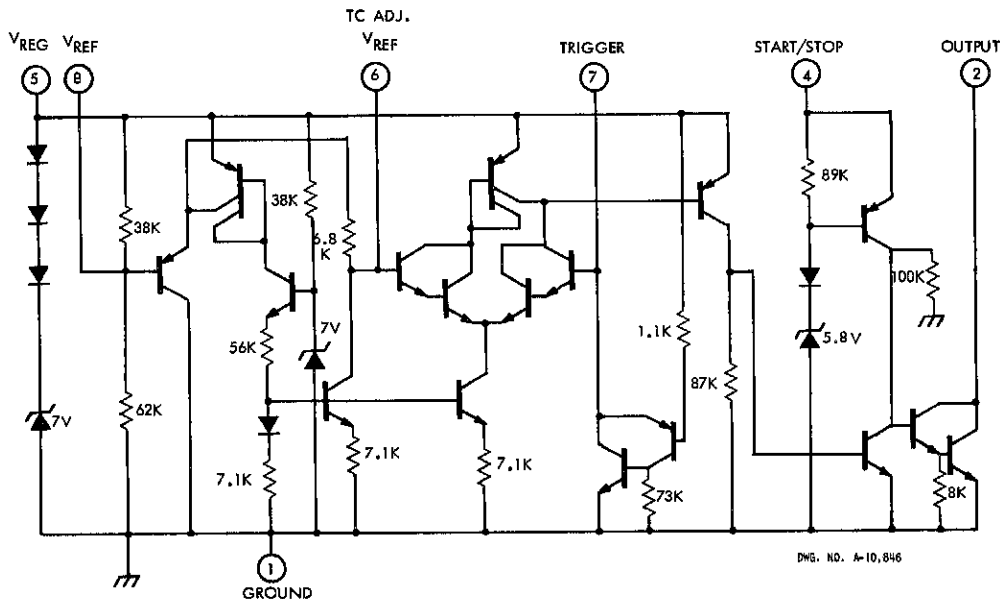 TC ADJ.
VREG VREF VREF TRIGGER START/STOP OUTPUT
5 8 6 7 4 2
89K
38K 38K
6.8
K
100K
7V 1.1K 5.8V
56K
87K
62K
7V
7.1K
7.1K 7.1K
73K 8K
1
GROUND
DWG. NO. A-10,846